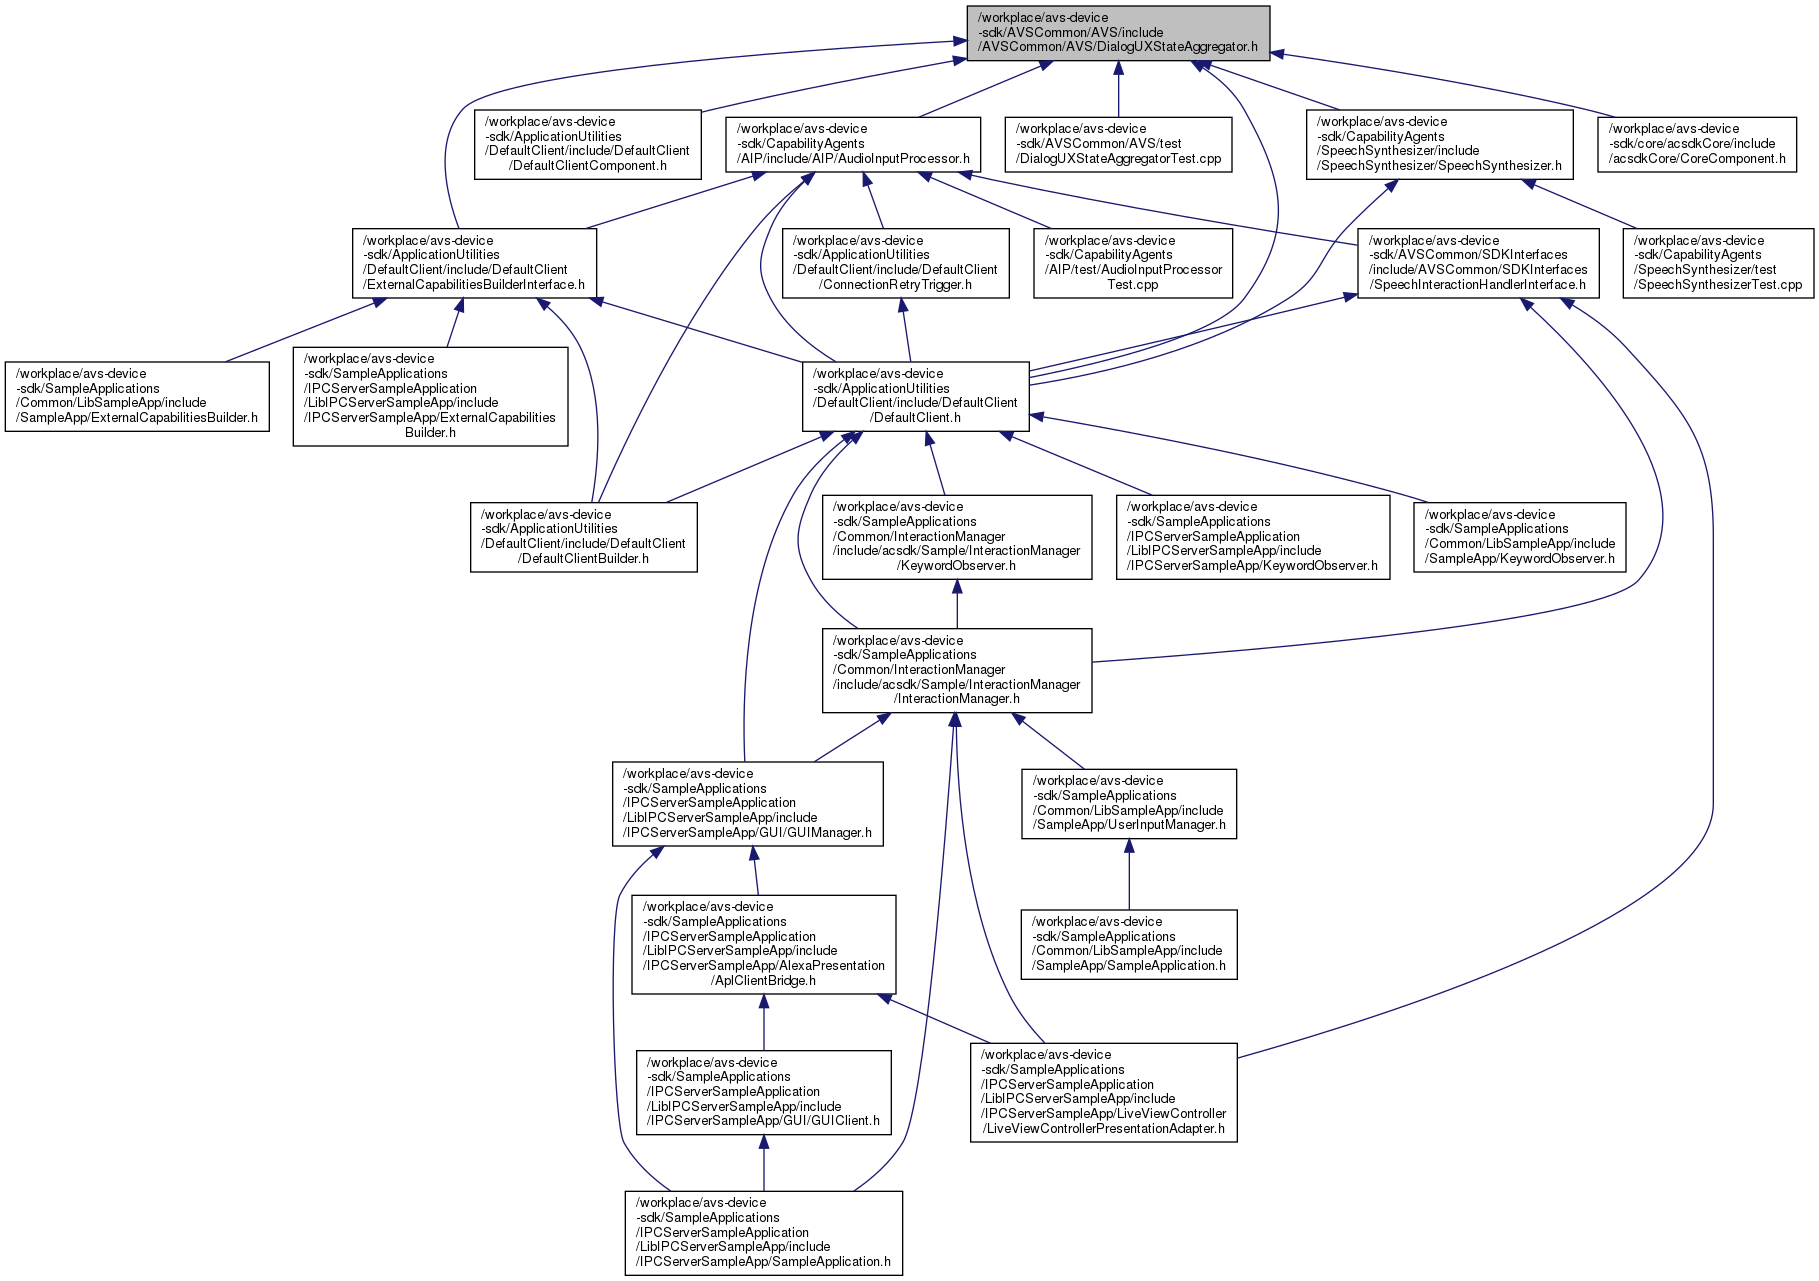 /workplace/avs-device
-sdk/AVSCommon/AVS/include
/AVSCommon/AVS/DialogUXStateAggregator.h
/workplace/avs-device
-sdk/ApplicationUtilities
/DefaultClient/include/DefaultClient
/DefaultClientComponent.h
/workplace/avs-device
-sdk/CapabilityAgents
/AIP/include/AIP/AudioInputProcessor.h
/workplace/avs-device
-sdk/AVSCommon/AVS/test
/DialogUXStateAggregatorTest.cpp
/workplace/avs-device
-sdk/CapabilityAgents
/SpeechSynthesizer/include
/SpeechSynthesizer/SpeechSynthesizer.h
/workplace/avs-device
-sdk/core/acsdkCore/include
/acsdkCore/CoreComponent.h
/workplace/avs-device
-sdk/ApplicationUtilities
/DefaultClient/include/DefaultClient
/ExternalCapabilitiesBuilderInterface.h
/workplace/avs-device
-sdk/ApplicationUtilities
/DefaultClient/include/DefaultClient
/ConnectionRetryTrigger.h
/workplace/avs-device
-sdk/CapabilityAgents
/AIP/test/AudioInputProcessor
Test.cpp
/workplace/avs-device
-sdk/AVSCommon/SDKInterfaces
/include/AVSCommon/SDKInterfaces
/SpeechInteractionHandlerInterface.h
/workplace/avs-device
-sdk/CapabilityAgents
/SpeechSynthesizer/test
/SpeechSynthesizerTest.cpp
/workplace/avs-device
-sdk/SampleApplications
/Common/LibSampleApp/include
/SampleApp/ExternalCapabilitiesBuilder.h
/workplace/avs-device
-sdk/SampleApplications
/IPCServerSampleApplication
/LibIPCServerSampleApp/include
/IPCServerSampleApp/ExternalCapabilities
Builder.h
/workplace/avs-device
-sdk/ApplicationUtilities
/DefaultClient/include/DefaultClient
/DefaultClient.h
/workplace/avs-device
-sdk/ApplicationUtilities
/DefaultClient/include/DefaultClient
/DefaultClientBuilder.h
/workplace/avs-device
-sdk/SampleApplications
/Common/InteractionManager
/include/acsdk/Sample/InteractionManager
/KeywordObserver.h
/workplace/avs-device
-sdk/SampleApplications
/IPCServerSampleApplication
/LibIPCServerSampleApp/include
/IPCServerSampleApp/KeywordObserver.h
/workplace/avs-device
-sdk/SampleApplications
/Common/LibSampleApp/include
/SampleApp/KeywordObserver.h
/workplace/avs-device
-sdk/SampleApplications
/Common/InteractionManager
/include/acsdk/Sample/InteractionManager
/InteractionManager.h
/workplace/avs-device
-sdk/SampleApplications
/IPCServerSampleApplication
/LibIPCServerSampleApp/include
/IPCServerSampleApp/GUI/GUIManager.h
/workplace/avs-device
-sdk/SampleApplications
/Common/LibSampleApp/include
/SampleApp/UserInputManager.h
/workplace/avs-device
-sdk/SampleApplications
/IPCServerSampleApplication
/LibIPCServerSampleApp/include
/IPCServerSampleApp/AlexaPresentation
/AplClientBridge.h
/workplace/avs-device
-sdk/SampleApplications
/Common/LibSampleApp/include
/SampleApp/SampleApplication.h
/workplace/avs-device
-sdk/SampleApplications
/IPCServerSampleApplication
/LibIPCServerSampleApp/include
/IPCServerSampleApp/GUI/GUIClient.h
/workplace/avs-device
-sdk/SampleApplications
/IPCServerSampleApplication
/LibIPCServerSampleApp/include
/IPCServerSampleApp/LiveViewController
/LiveViewControllerPresentationAdapter.h
/workplace/avs-device
-sdk/SampleApplications
/IPCServerSampleApplication
/LibIPCServerSampleApp/include
/IPCServerSampleApp/SampleApplication.h